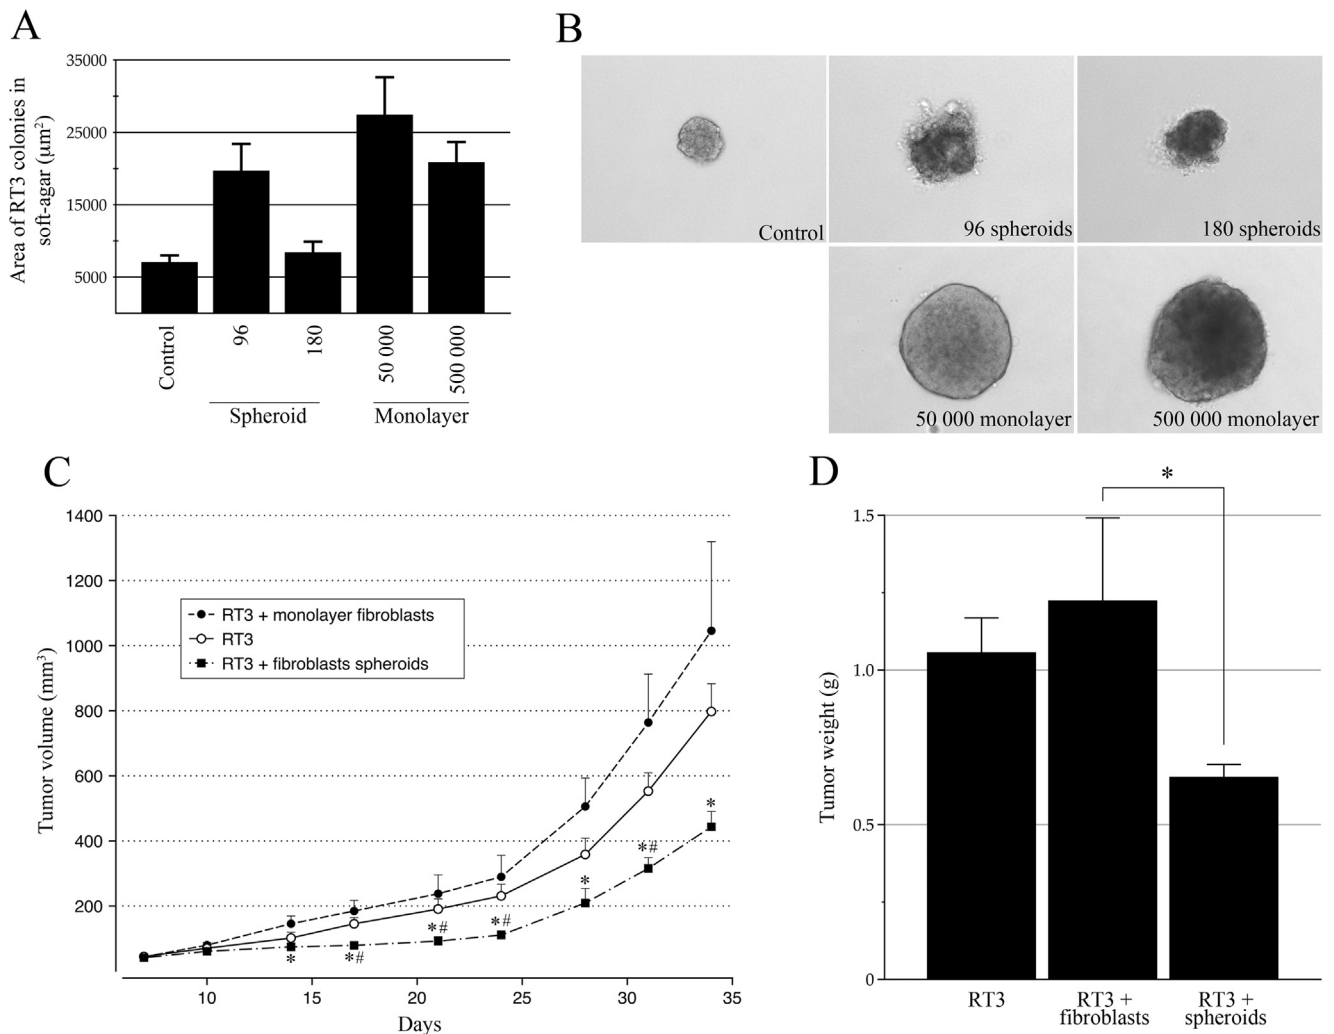 A
Area of RT3 colonies in
soft-agar (μm²)
35000
25000
15000
5000
Control
96
180
50 000
500 000
Spheroid
Monolayer
B
Control
96 spheroids
180 spheroids
50 000 monolayer
500 000 monolayer
C
Tumor volume (mm³)
1400
1200
1000
800
600
400
200
RT3 + monolayer fibroblasts
RT3
RT3 + fibroblasts spheroids
*
*#
*#
*#
*
*#
*
10
15
20
25
30
35
Days
D
Tumor weight (g)
1.5
1.0
0.5
0
*
RT3
RT3 +
fibroblasts
RT3 +
spheroids